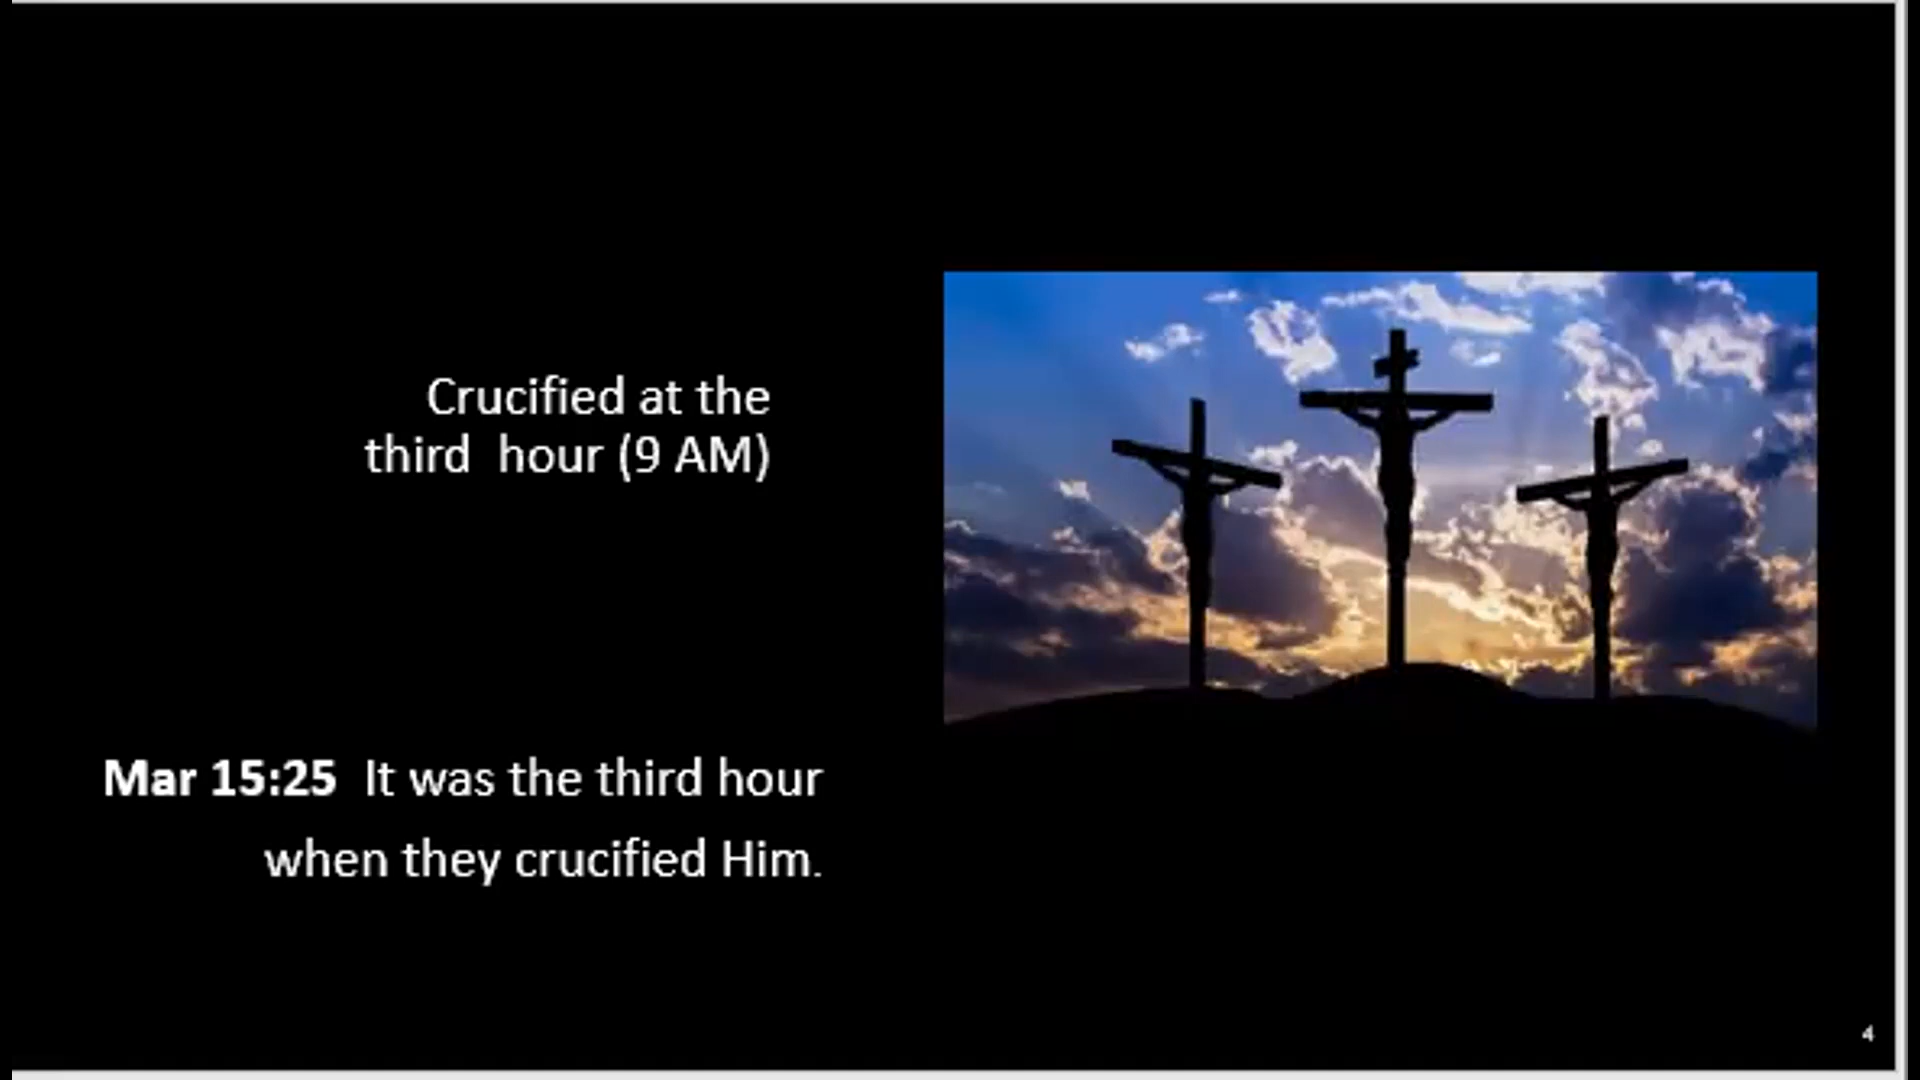 Crucified at the
third  hour (9 AM)
Mar 15:25  It was the third hour
when they crucified Him.
4